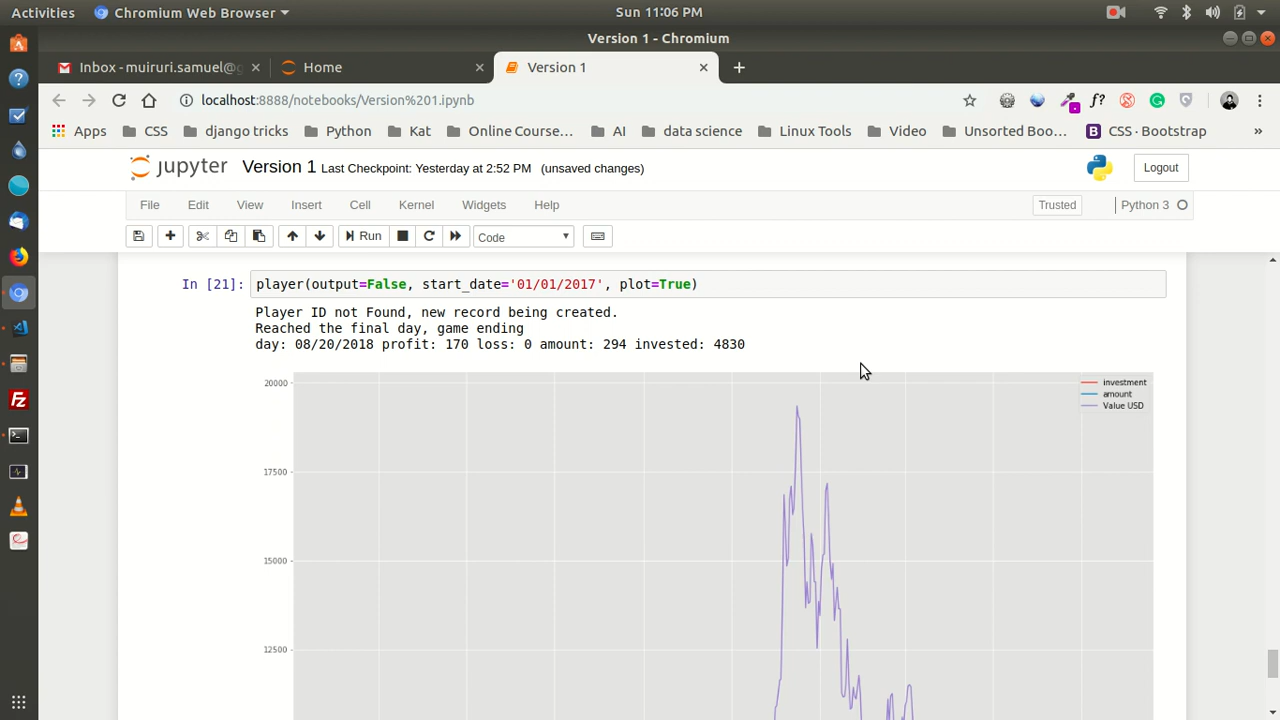 Activities Chromium Web Browser Sun 11:06 PM
Version 1 - Chromium
Inbox - muiruri.samuel@g Home Version 1
localhost:8888/notebooks/Version%201.ipynb
Apps CSS django tricks Python Kat Online Course… AI data science Linux Tools Video Unsorted Boo… CSS · Bootstrap »
jupyter Version 1 Last Checkpoint: Yesterday at 2:52 PM (unsaved changes) Logout
File Edit View Insert Cell Kernel Widgets Help Trusted Python 3
Run Code
In [21]: player(output=False, start_date='01/01/2017', plot=True)
Player ID not Found, new record being created.
Reached the final day, game ending
day: 08/20/2018 profit: 170 loss: 0 amount: 294 invested: 4830
20000
investment
amount
Value USD
17500
15000
12500